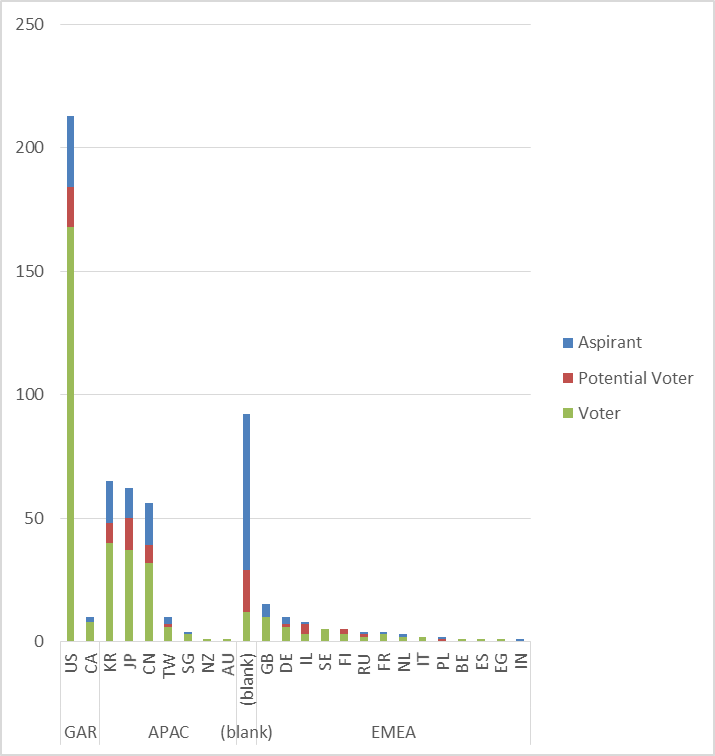 250
200
150
100
50
0
Aspirant
Potential Voter
Voter
US CA KR JP CN TW SG NZ AU (blank) GB DE IL SE FI RU FR NL IT PL BE ES EG IN
GAR APAC (blank) EMEA